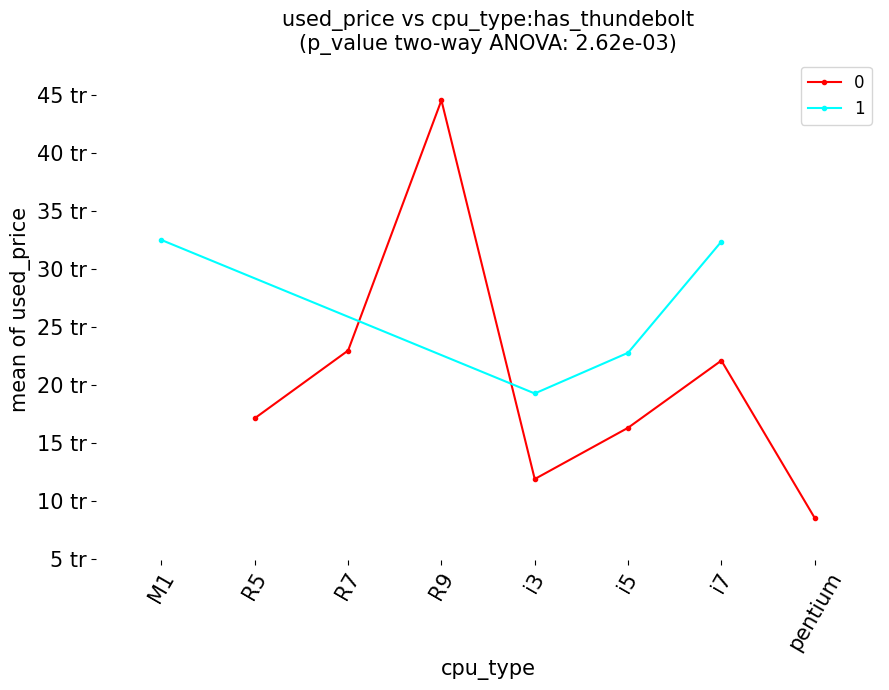 used_price vs cpu_type:has_thundebolt
(p_value two-way ANOVA: 2.62e-03)
0
1
45 tr
40 tr
35 tr
30 tr
25 tr
20 tr
15 tr
10 tr
5 tr
mean of used_price
M1
R5
R7
R9
i3
i5
i7
pentium
cpu_type